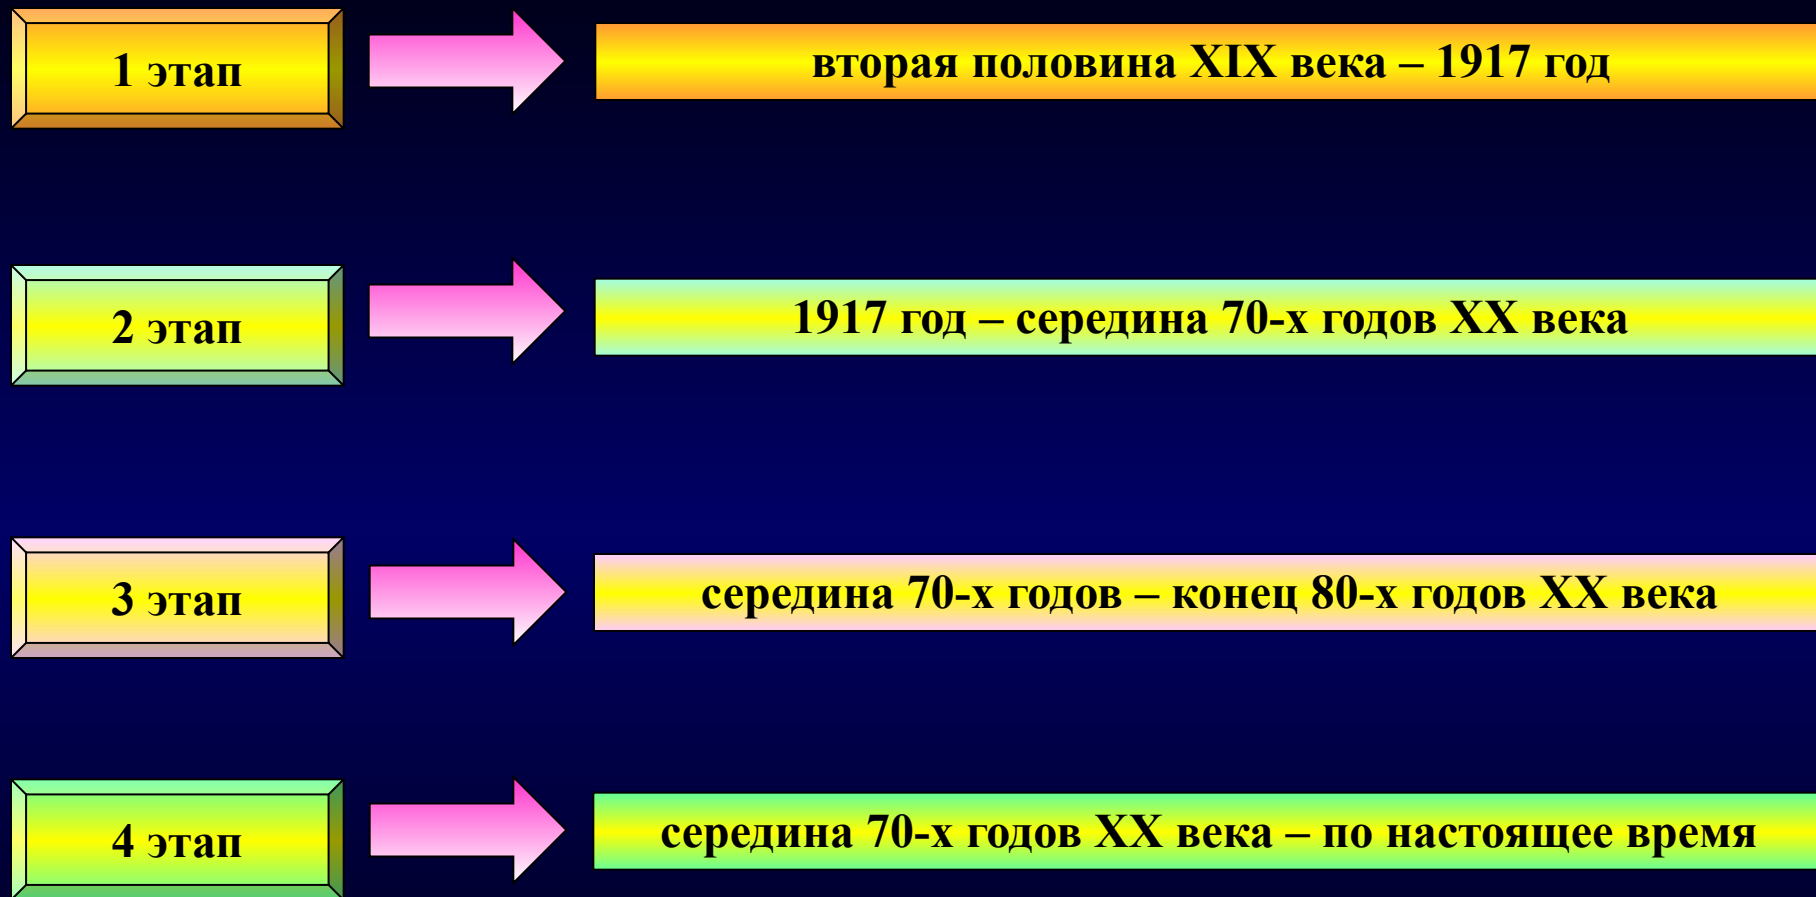 1 этап
вторая половина XIX века – 1917 год
2 этап
1917 год – середина 70-х годов XX века
3 этап
середина 70-х годов – конец 80-х годов XX века
4 этап
середина 70-х годов XX века – по настоящее время